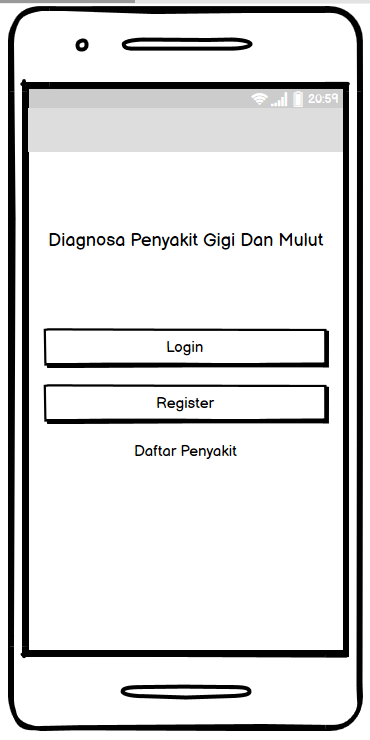 20:59
Diagnosa Penyakit Gigi Dan Mulut
Login
Register
Daftar Penyakit